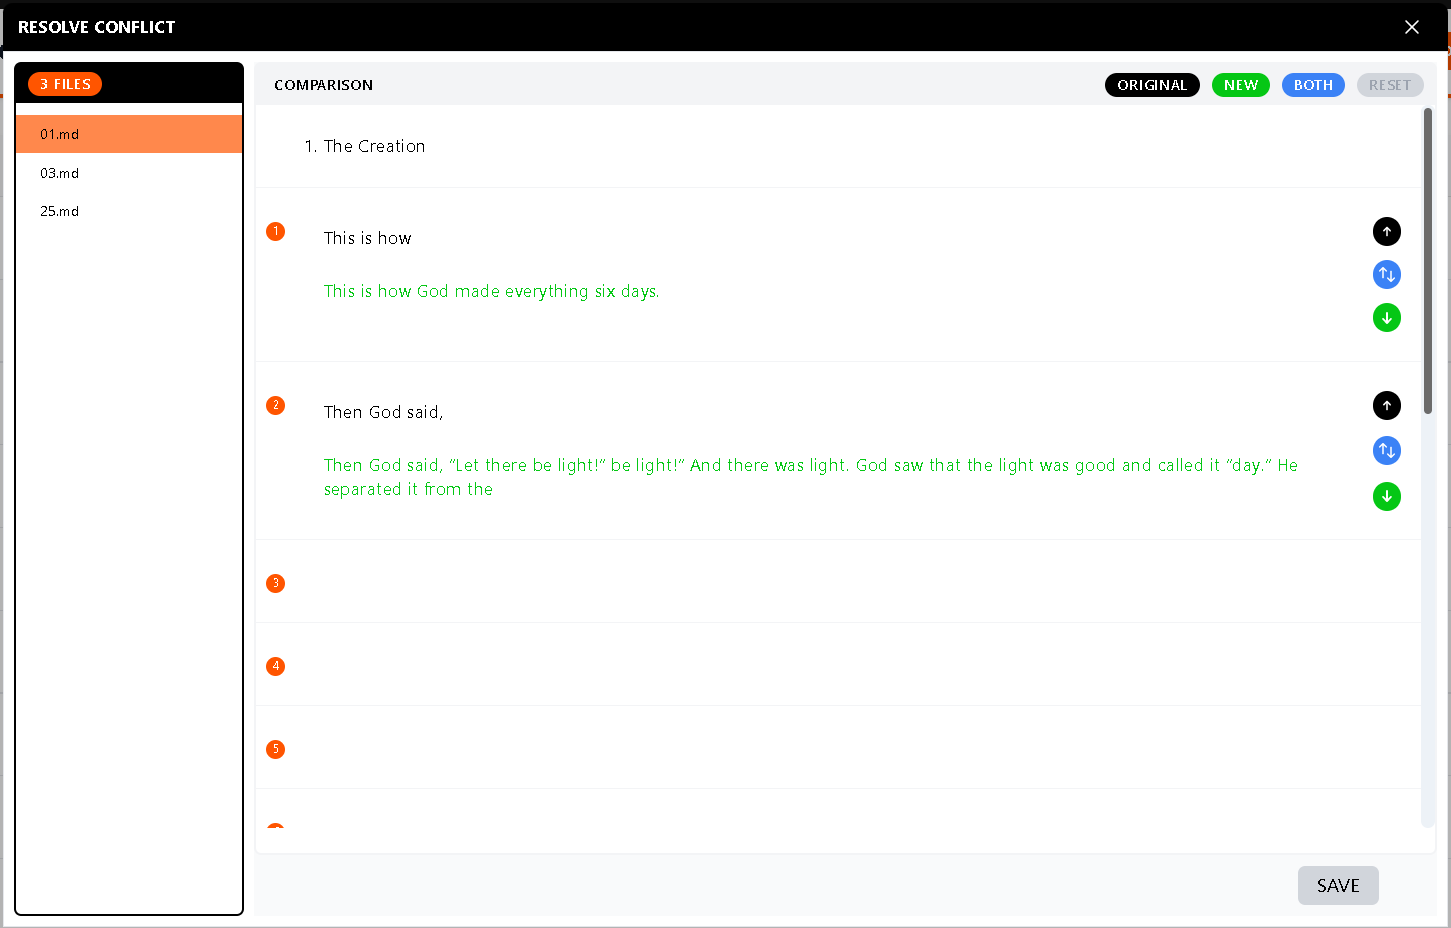 RESOLVE CONFLICT
3 FILES
01.md
03.md
25.md
COMPARISON
ORIGINAL
NEW
BOTH
RESET
1. The Creation
1
This is how
This is how God made everything six days.
2
Then God said,
Then God said, “Let there be light!” be light!” And there was light. God saw that the light was good and called it “day.” He
separated it from the
3
4
5
SAVE